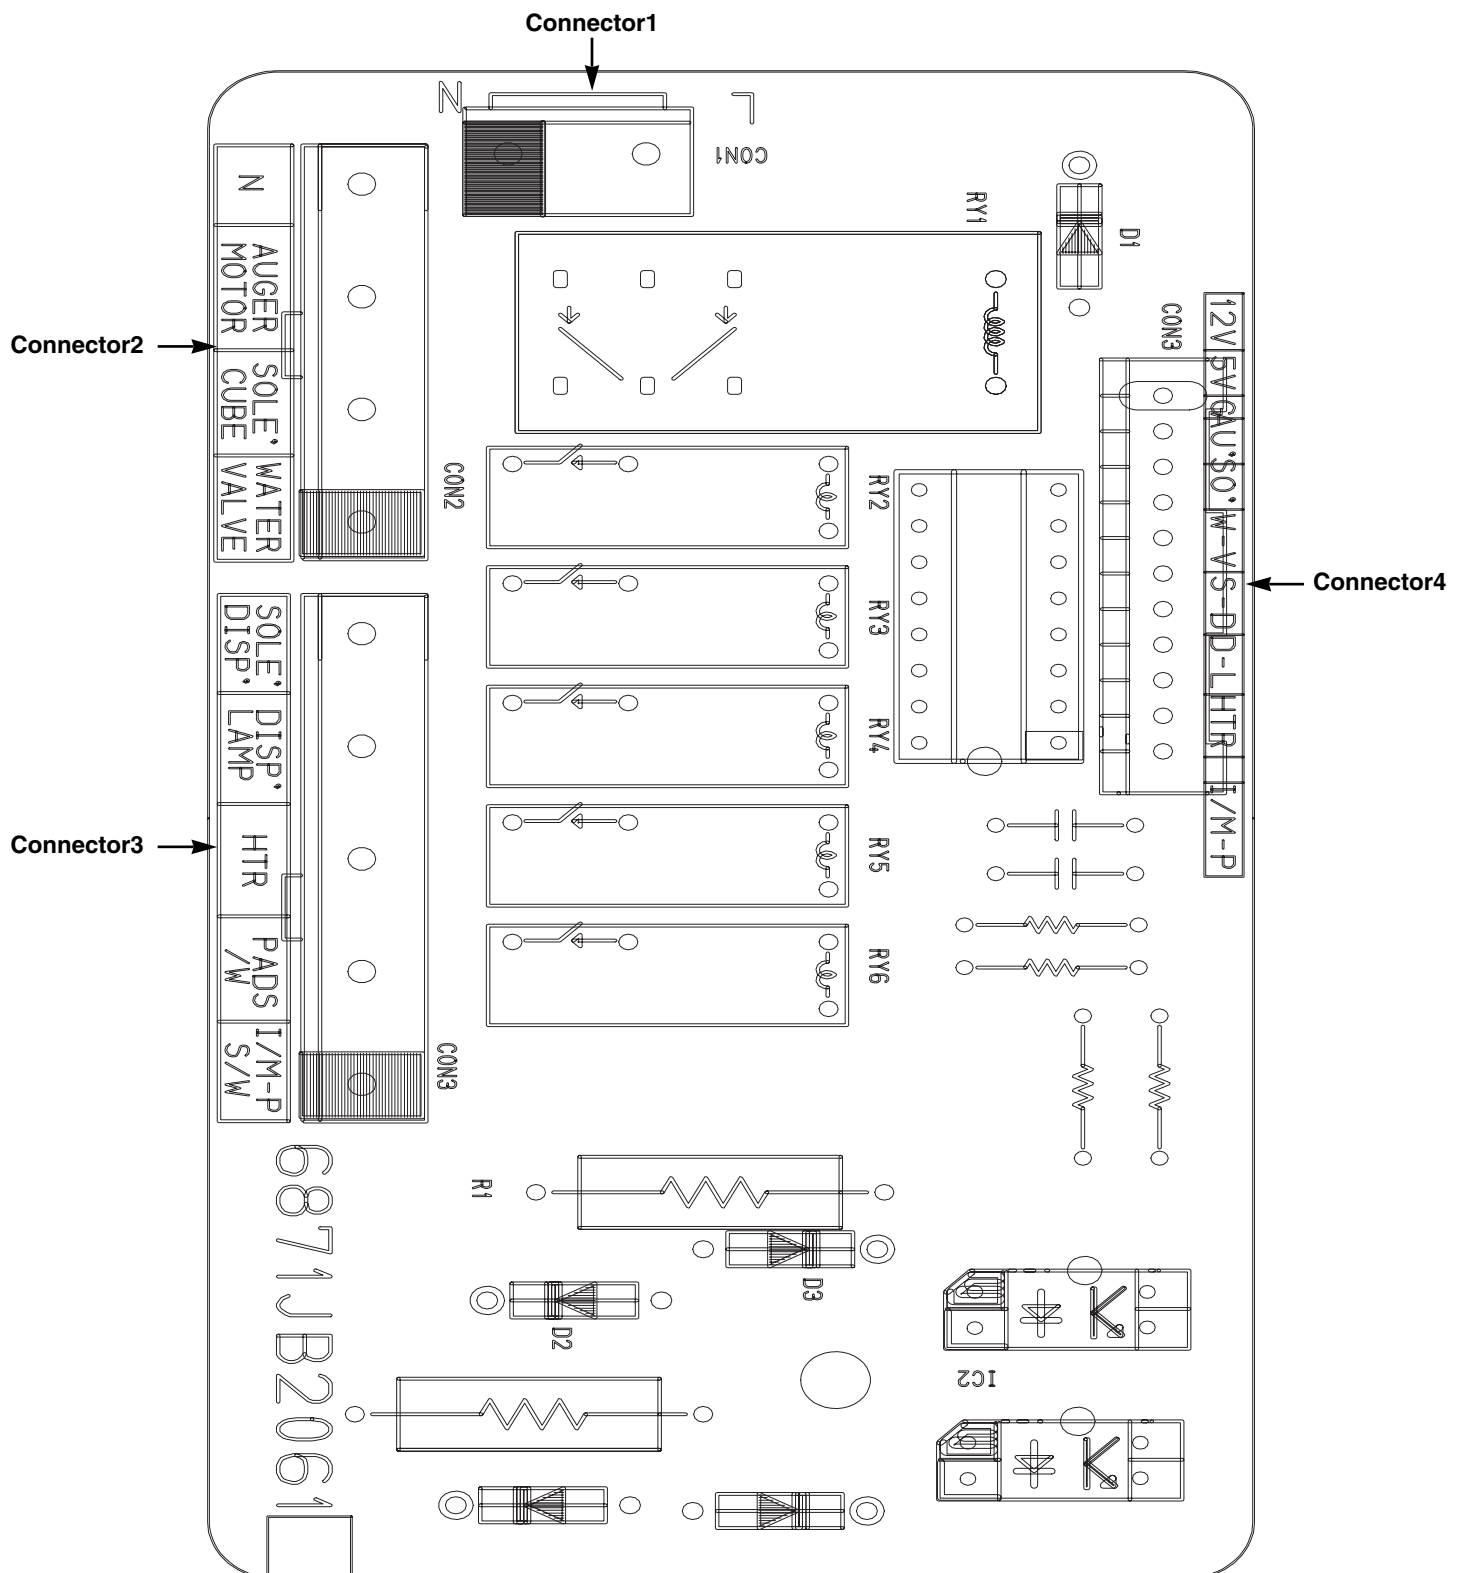 Connector1
N
L
CON1
N
AUGER
MOTOR
SOLE'
CUBE
WATER
VALVE
Connector2
CON2
RY1
D1
CON3
12V
5V
G
AU'
SO'
W-V
S-D
D-L
HTR
I/M-P
Connector4
RY2
RY3
RY4
RY5
RY6
SOLE'
DISP'
DISP'
LAMP
HTR
PADS
/W
I/M-P
S/W
Connector3
CON3
R1
D3
D2
K
IC2
K
6871JB2061